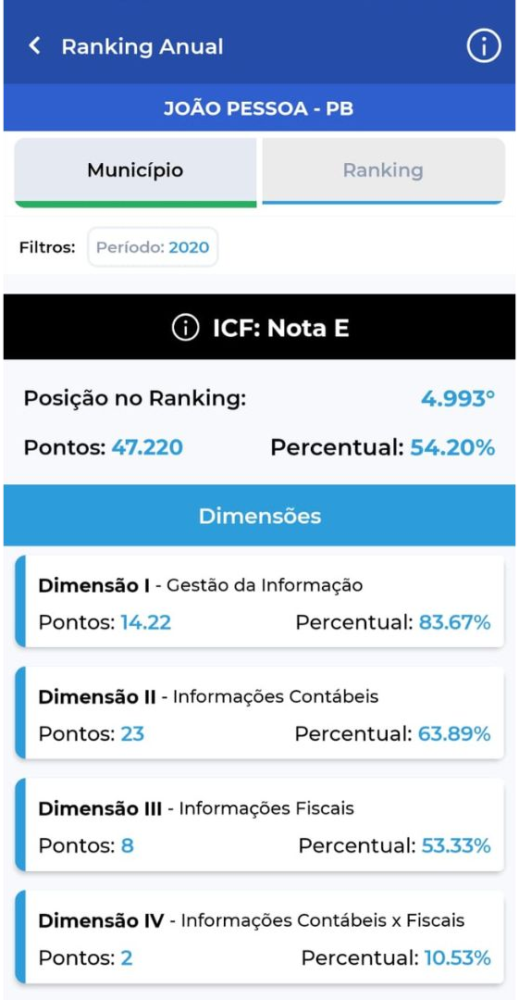 Ranking Anual
JOÃO PESSOA - PB
Município Ranking
Filtros: Período: 2020
ICF: Nota E
Posição no Ranking: 4.993°
Pontos: 47.220 Percentual: 54.20%
Dimensões
Dimensão I - Gestão da Informação
Pontos: 14.22 Percentual: 83.67%
Dimensão II - Informações Contábeis
Pontos: 23 Percentual: 63.89%
Dimensão III - Informações Fiscais
Pontos: 8 Percentual: 53.33%
Dimensão IV - Informações Contábeis x Fiscais
Pontos: 2 Percentual: 10.53%